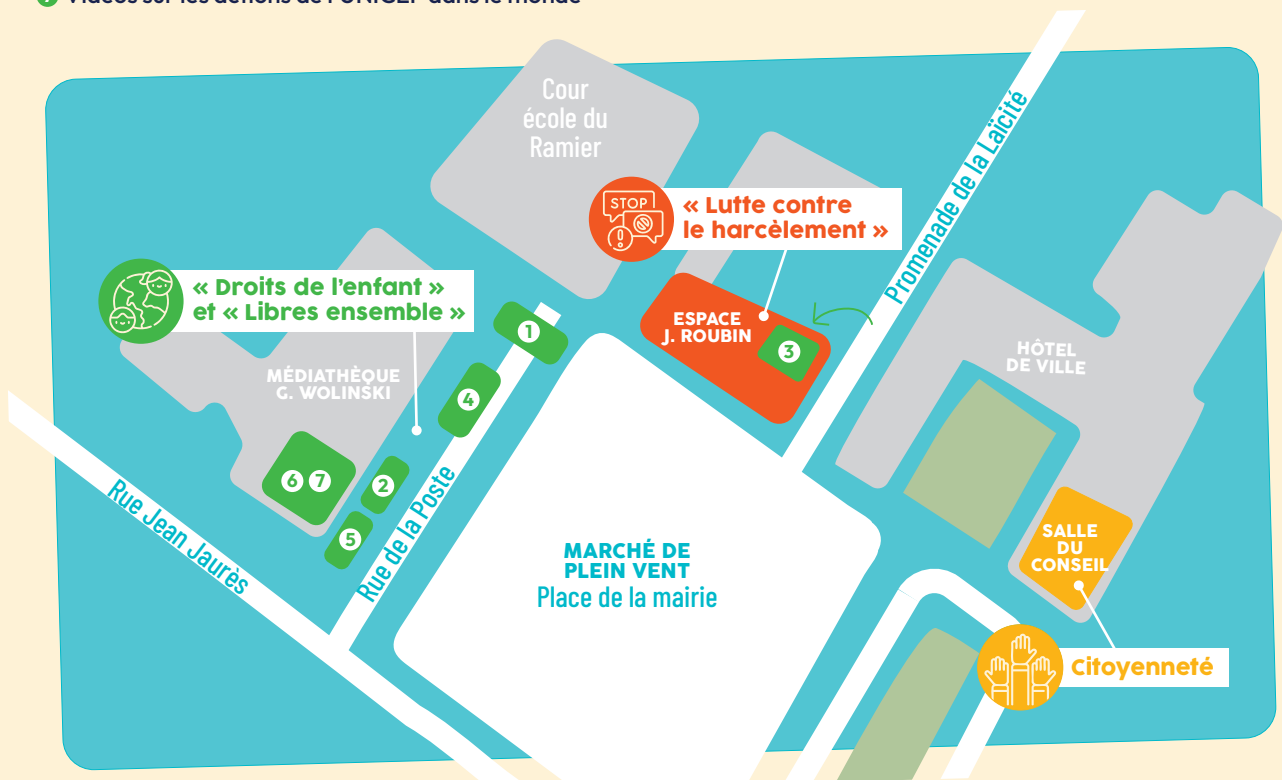 Cour
école du
Ramier
Promenade de la Laïcité
STOP
« Lutte contre
le harcèlement »
« Droits de l'enfant »
et « Libres ensemble »
1
ESPACE
J. ROUBIN
3
HÔTEL
DE VILLE
MÉDIATHÈQUE
G. WOLINSKI
4
6 7
2
5
Rue Jean Jaurès
Rue de la Poste
MARCHÉ DE
PLEIN VENT
Place de la mairie
SALLE
DU
CONSEIL
Citoyenneté